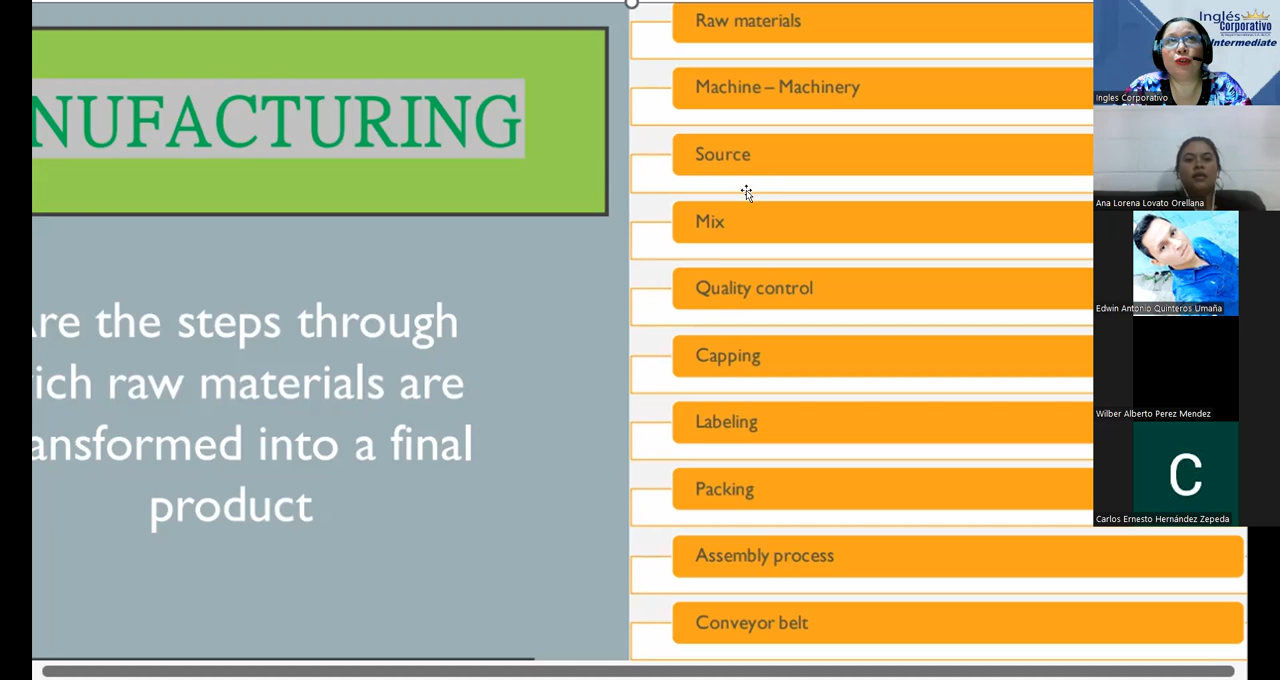 NUFACTURING
Are the steps through
ich raw materials are
ansformed into a final
product
Raw materials
Machine – Machinery
Source
Mix
Quality control
Capping
Labeling
Packing
Assembly process
Conveyor belt
Inglés
Corporativo
Intermediate
Ingles Corporativo
Ana Lorena Lovato Orellana
Edwin Antonio Quinteros Umaña
Wilber Alberto Perez Mendez
C
Carlos Ernesto Hernández Zepeda